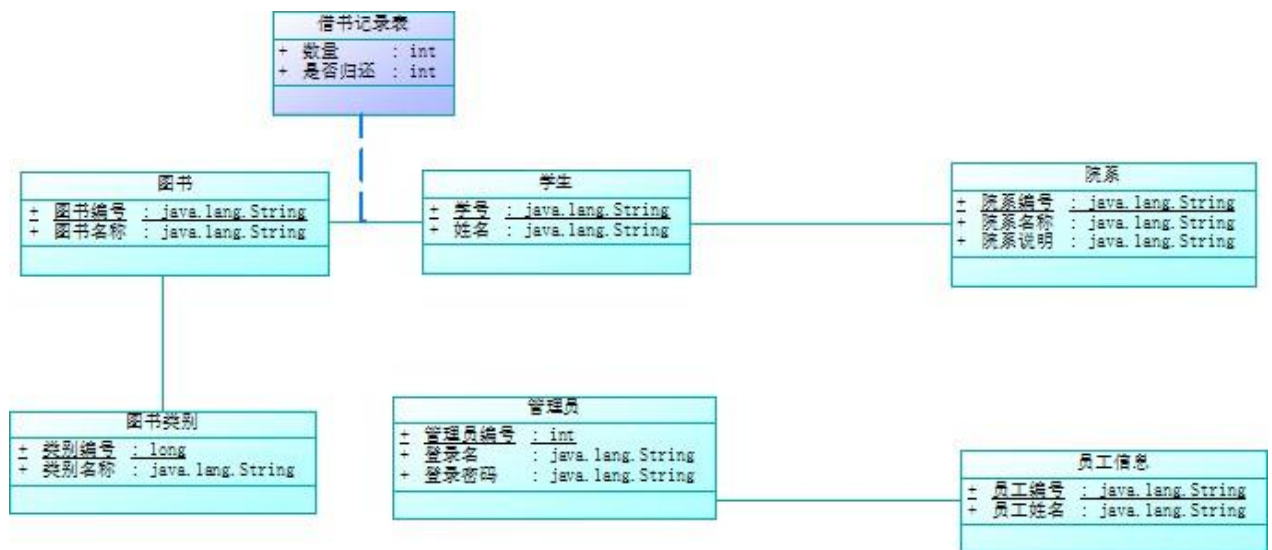 借书记录表
+ 数量 : int
+ 是否归还 : int
图书
+ 图书编号 : java.lang.String
+ 图书名称 : java.lang.String
学生
+ 学号 : java.lang.String
+ 姓名 : java.lang.String
院系
+ 院系编号 : java.lang.String
+ 院系名称 : java.lang.String
+ 院系说明 : java.lang.String
图书类别
+ 类别编号 : long
+ 类别名称 : java.lang.String
管理员
+ 管理员编号 : int
+ 登录名 : java.lang.String
+ 登录密码 : java.lang.String
员工信息
+ 员工编号 : java.lang.String
+ 员工姓名 : java.lang.String